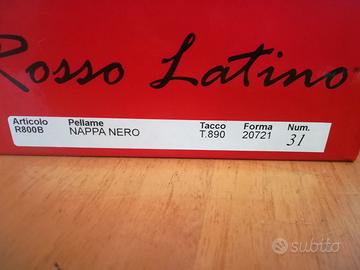 Rosso Latino
Articolo Pellame Tacco Forma Num.
R800B NAPPA NERO T.890 20721 31
subito